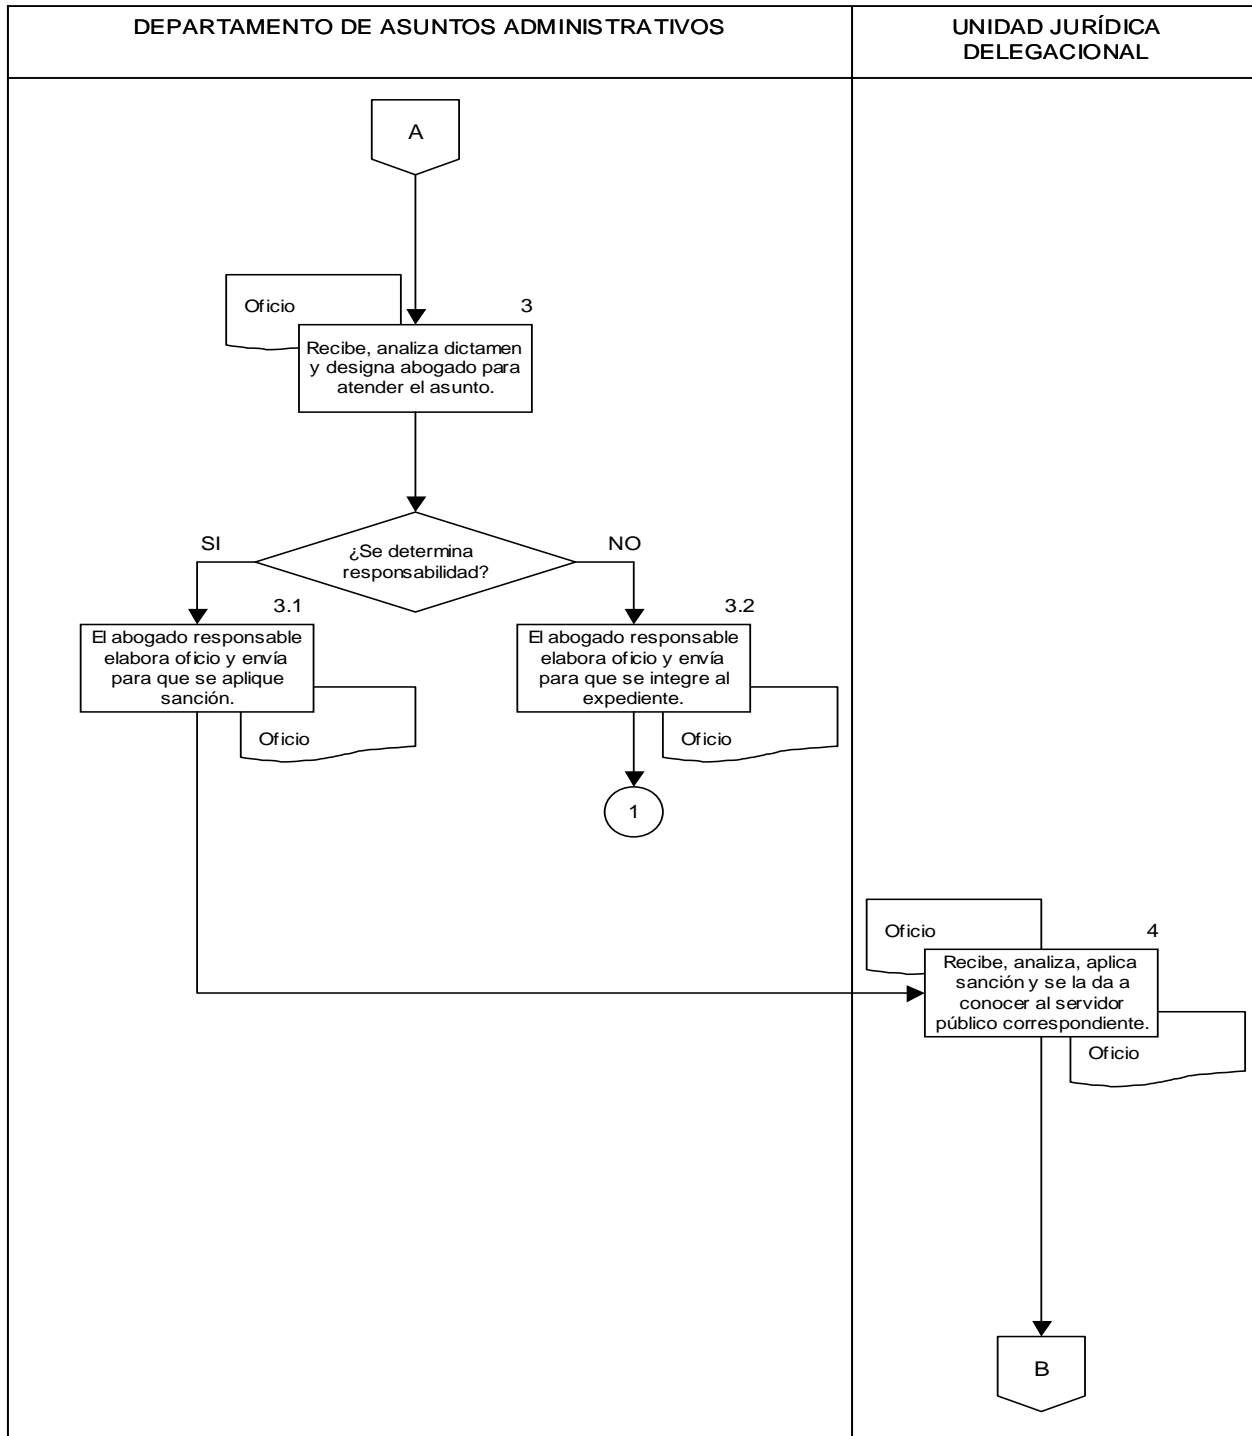 DEPARTAMENTO DE ASUNTOS ADMINISTRATIVOS
UNIDAD JURÍDICA
DELEGACIONAL
A
Oficio
3
Recibe, analiza dictamen
y designa abogado para
atender el asunto.
¿Se determina
responsabilidad?
SI
NO
3.1
El abogado responsable
elabora oficio y envía
para que se aplique
sanción.
Oficio
3.2
El abogado responsable
elabora oficio y envía
para que se integre al
expediente.
Oficio
1
Oficio
4
Recibe, analiza, aplica
sanción y se la da a
conocer al servidor
público correspondiente.
Oficio
B